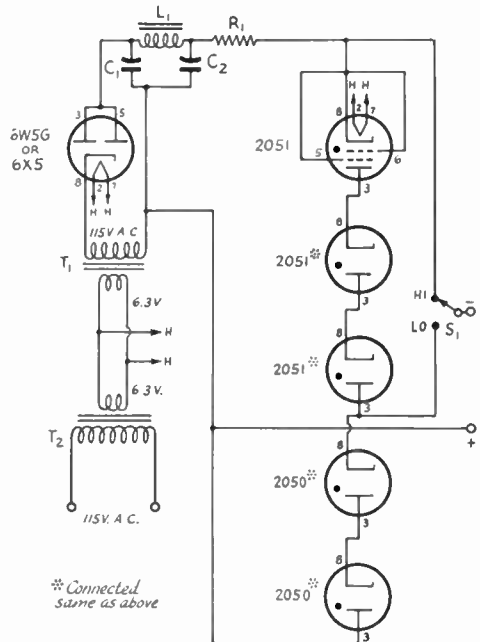 L₁
R₁
C₁
C₂
3
5
6W5G
OR
6X5
8
2
7
H
H
115V A C
T₁
6.3V
H
H
6.3V.
T₂
115V. A C.
※ Connected
same as above
H H
8
2
7
2051
5
6
3
8
2051※
3
8
2051※
3
HI
−
LO
S₁
+
8
2050※
3
8
2050※
3